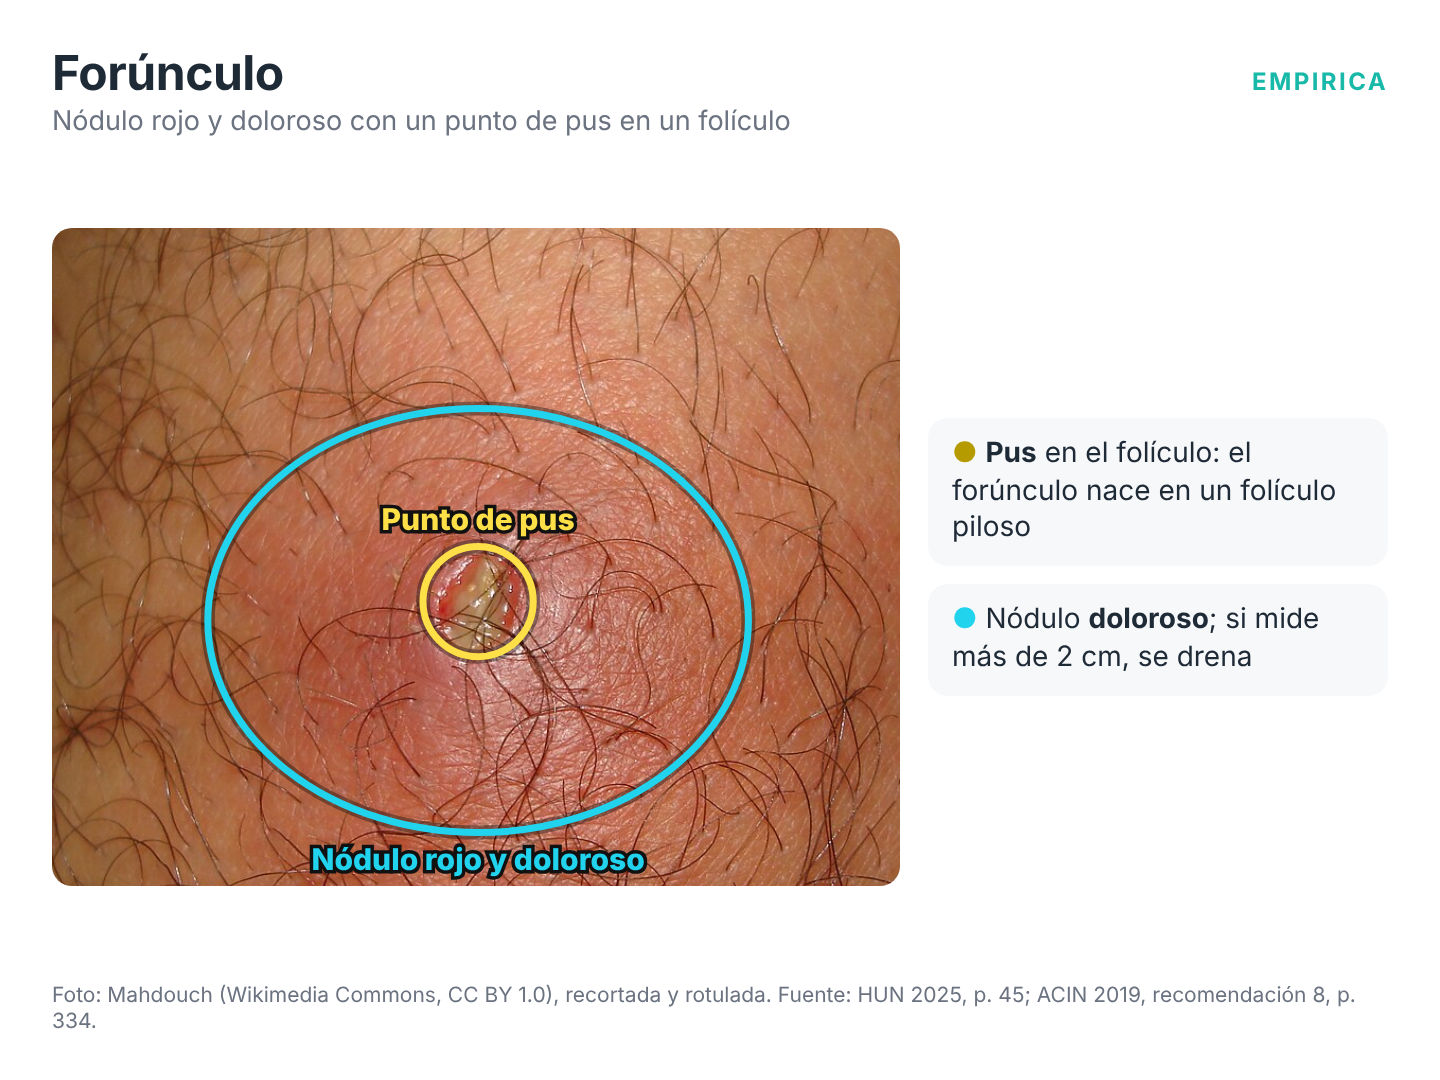 Forúnculo
EMPIRICA
Nódulo rojo y doloroso con un punto de pus en un folículo
Punto de pus
Nódulo rojo y doloroso
Pus en el folículo: el
forúnculo nace en un folículo
piloso
Nódulo doloroso; si mide
más de 2 cm, se drena
Foto: Mahdouch (Wikimedia Commons, CC BY 1.0), recortada y rotulada. Fuente: HUN 2025, p. 45; ACIN 2019, recomendación 8, p.
334.